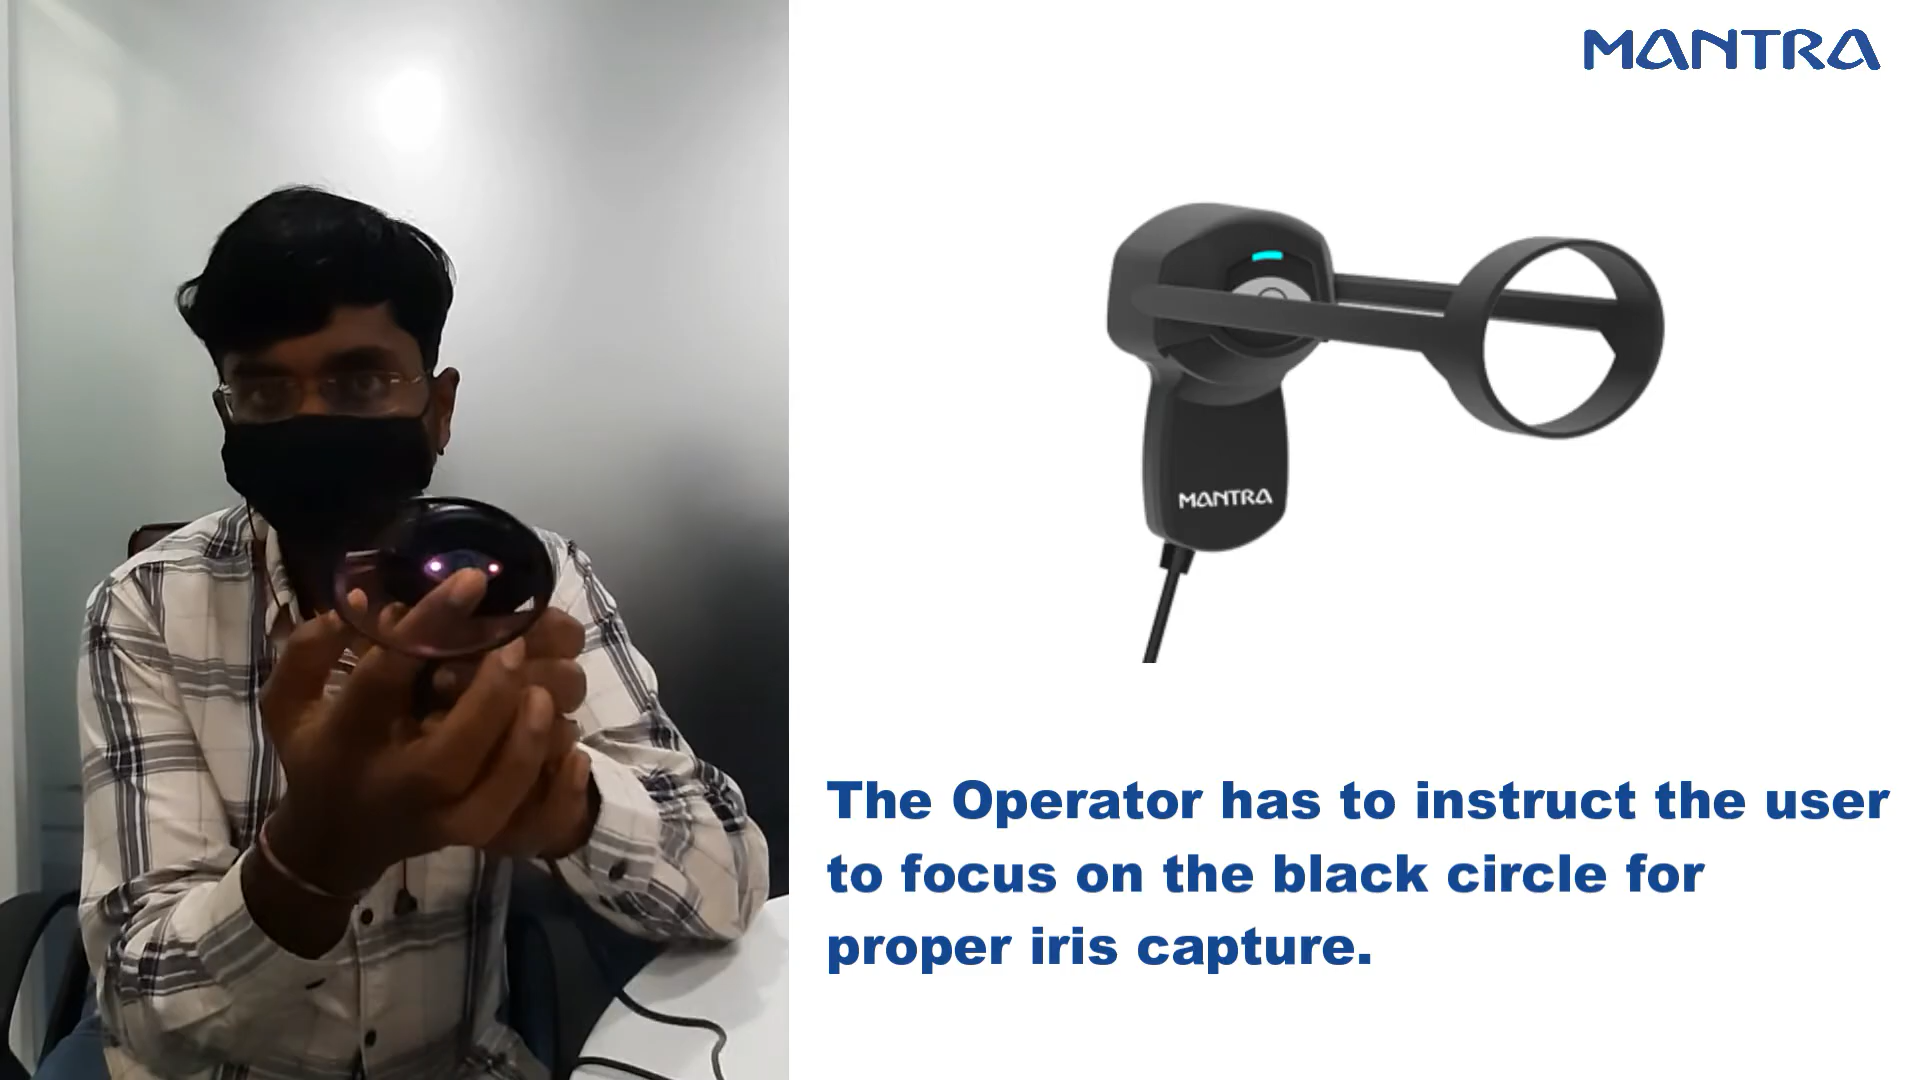 MANTRA
MANTRA
The Operator has to instruct the user
to focus on the black circle for
proper iris capture.